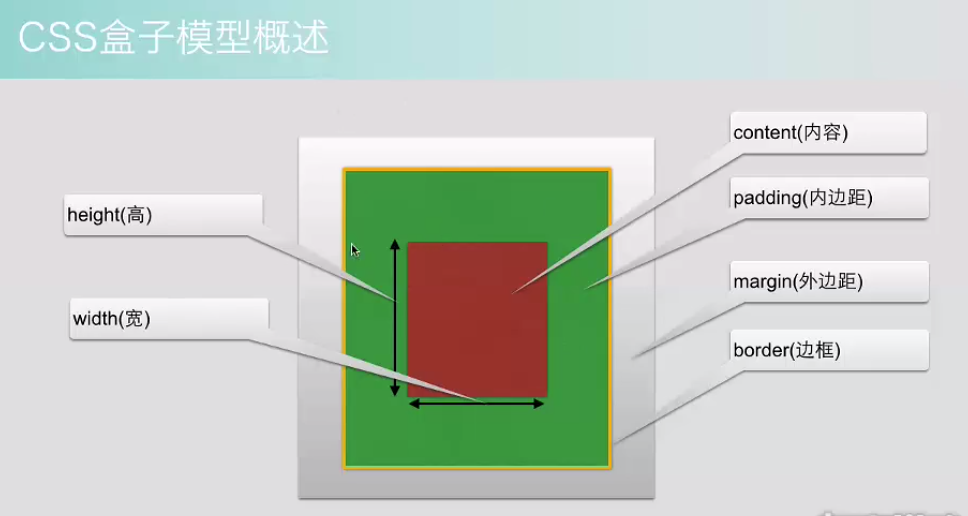 CSS盒子模型概述
content(内容)
padding(内边距)
height(高)
margin(外边距)
width(宽)
border(边框)